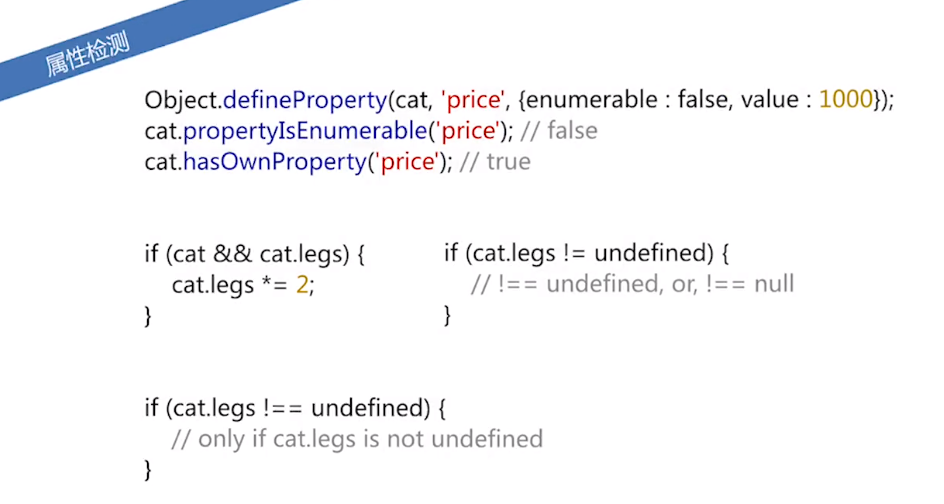 属性检测
Object.defineProperty(cat, 'price', {enumerable : false, value : 1000});
cat.propertyIsEnumerable('price'); // false
cat.hasOwnProperty('price'); // true
if (cat && cat.legs) {
cat.legs *= 2;
}
if (cat.legs != undefined) {
// !== undefined, or, !== null
}
if (cat.legs !== undefined) {
// only if cat.legs is not undefined
}